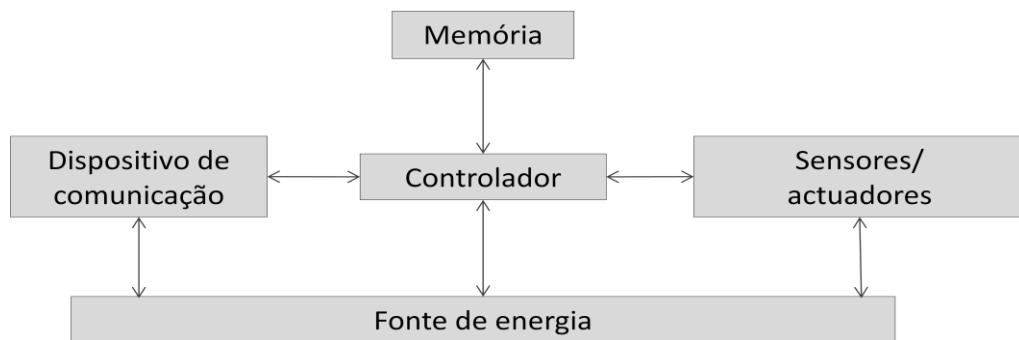 Memória
Dispositivo de
comunicação
Controlador
Sensores/
actuadores
Fonte de energia